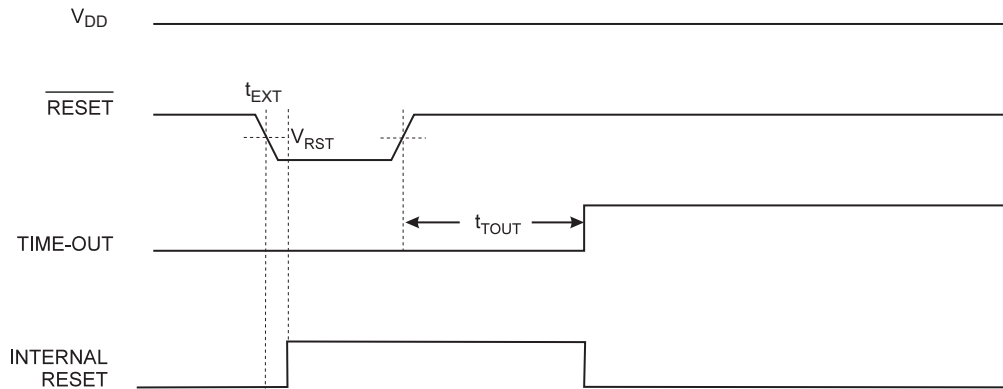 VDD
RESET
tEXT
VRST
tTOUT
TIME-OUT
INTERNAL
RESET